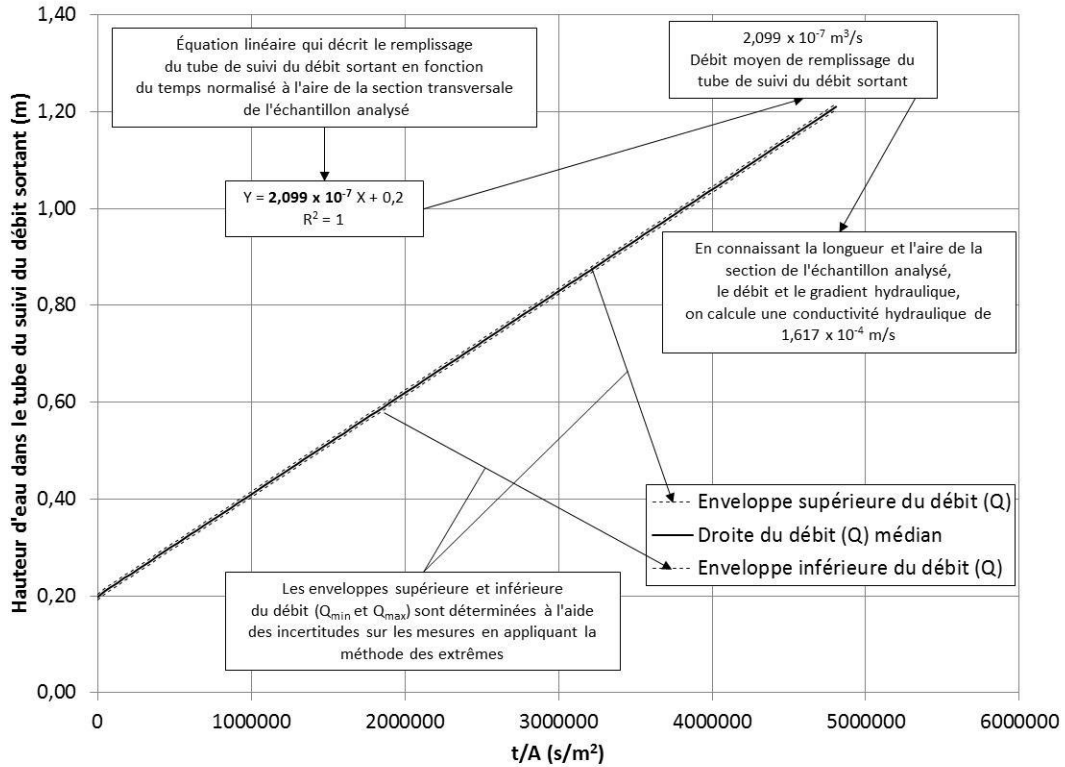 Hauteur d'eau dans le tube du suivi du débit sortant (m)
1,40
1,20
1,00
0,80
0,60
0,40
0,20
0,00
Équation linéaire qui décrit le remplissage
du tube de suivi du débit sortant en fonction
du temps normalisé à l'aire de la section transversale
de l'échantillon analysé
2,099 x 10⁻⁷ m³/s
Débit moyen de remplissage du
tube de suivi du débit sortant
Y = 2,099 x 10⁻⁷ X + 0,2
R² = 1
En connaissant la longueur et l'aire de la
section de l'échantillon analysé,
le débit et le gradient hydraulique,
on calcule une conductivité hydraulique de
1,617 x 10⁻⁴ m/s
Enveloppe supérieure du débit (Q)
Droite du débit (Q) médian
Enveloppe inférieure du débit (Q)
Les enveloppes supérieure et inférieure
du débit (Qmin et Qmax) sont déterminées à l'aide
des incertitudes sur les mesures en appliquant la
méthode des extrêmes
0
1000000
2000000
3000000
4000000
5000000
6000000
t/A (s/m²)